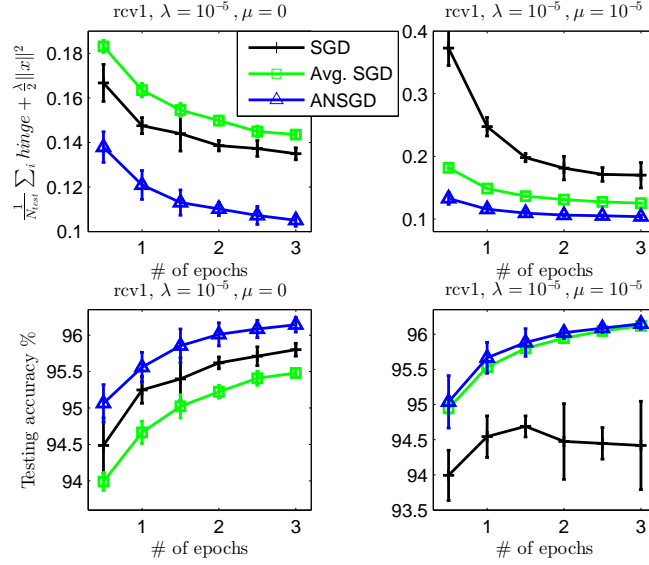 rcv1, λ = 10⁻⁵, μ = 0
rcv1, λ = 10⁻⁵, μ = 10⁻⁵
SGD
Avg. SGD
ANSGD
1/N_test ∑_i hinge + λ/2 ||x||²
0.18
0.16
0.14
0.12
0.1
1 2 3
# of epochs
0.4
0.3
0.2
0.1
1 2 3
# of epochs
rcv1, λ = 10⁻⁵, μ = 0
rcv1, λ = 10⁻⁵, μ = 10⁻⁵
Testing accuracy %
96
95.5
95
94.5
94
1 2 3
# of epochs
96
95.5
95
94.5
94
93.5
1 2 3
# of epochs